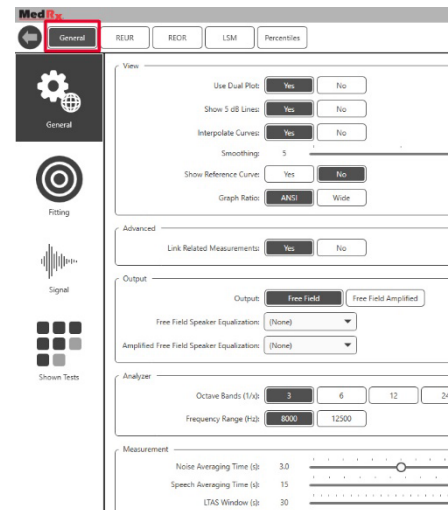 MedRx
General REUR REOR LSM Percentiles
General
Fitting
Signal
Shown Tests
View
Use Dual Plot: Yes No
Show 5 dB Lines: Yes No
Interpolate Curves: Yes No
Smoothing: 5
Show Reference Curve: Yes No
Graph Ratio: ANSI Wide
Advanced
Link Related Measurements: Yes No
Output
Output: Free Field Free Field Amplified
Free Field Speaker Equalization: (None)
Amplified Free Field Speaker Equalization: (None)
Analyzer
Octave Bands (1/x): 3 6 12 24
Frequency Range (Hz): 8000 12500
Measurement
Noise Averaging Time (s): 3.0
Speech Averaging Time (s): 15
LTAS Window (s): 30